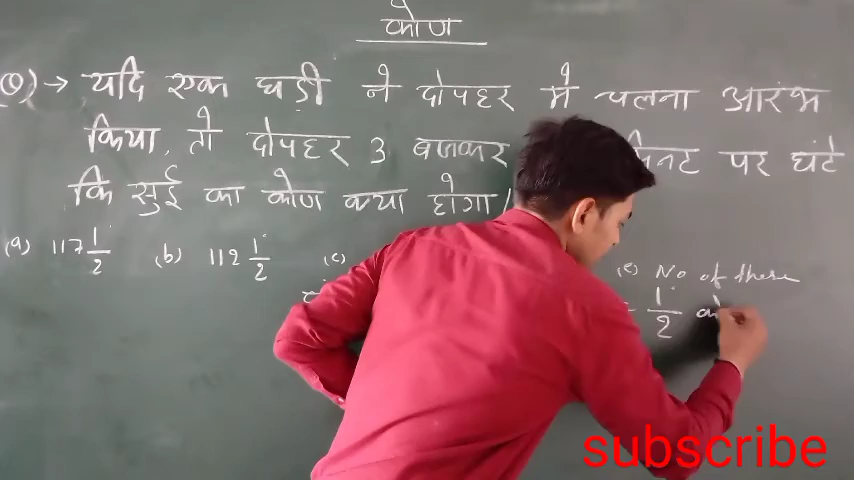 कोण
(Q) → यदि एक घड़ी ने दोपहर में चलना आरंभ
किया, तो दोपहर 3 बजकर मिनट पर घंटे
कि सुई का कोण क्या होगा/
(a) 117 1/2° (b) 112 1/2° (c) (e) No of these
= 1°/2
subscribe